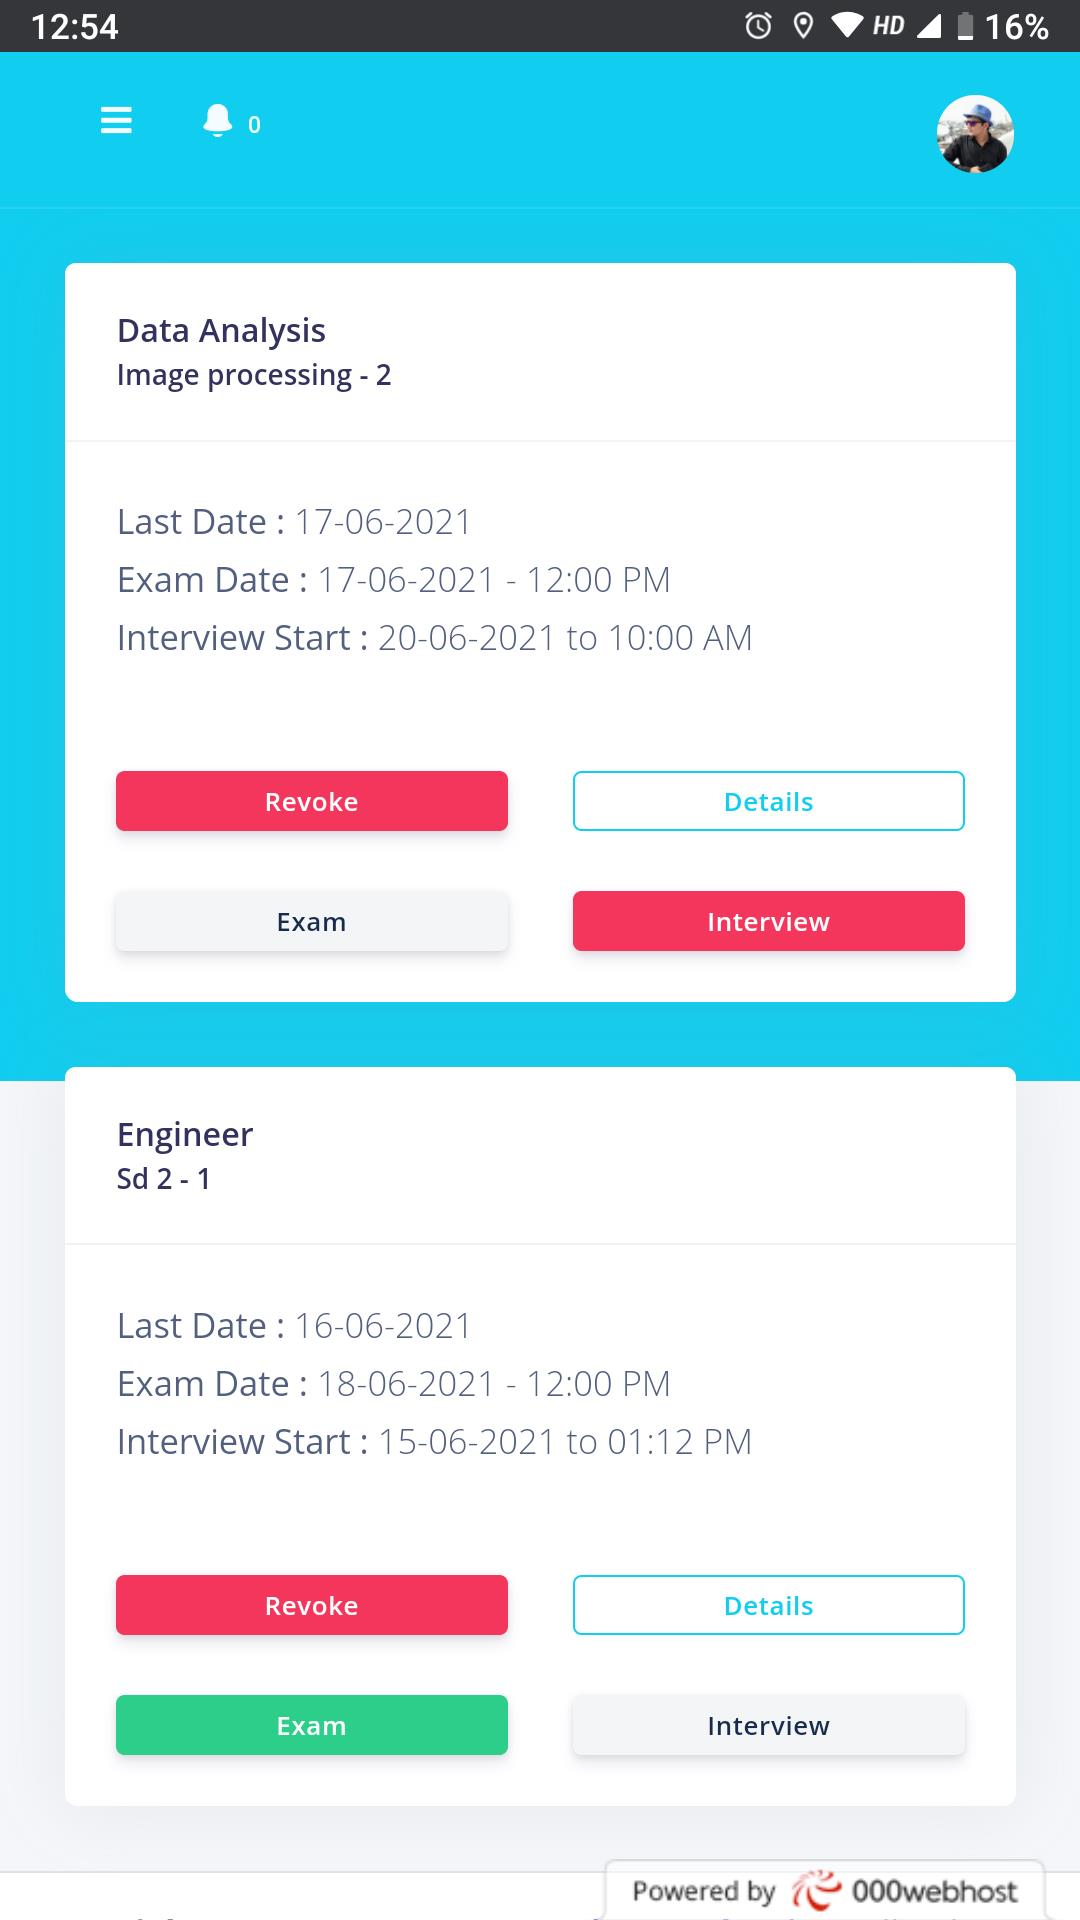 12:54 HD 16%
0
Data Analysis
Image processing - 2
Last Date : 17-06-2021
Exam Date : 17-06-2021 - 12:00 PM
Interview Start : 20-06-2021 to 10:00 AM
Revoke Details
Exam Interview
Engineer
Sd 2 - 1
Last Date : 16-06-2021
Exam Date : 18-06-2021 - 12:00 PM
Interview Start : 15-06-2021 to 01:12 PM
Revoke Details
Exam Interview
Powered by 000webhost